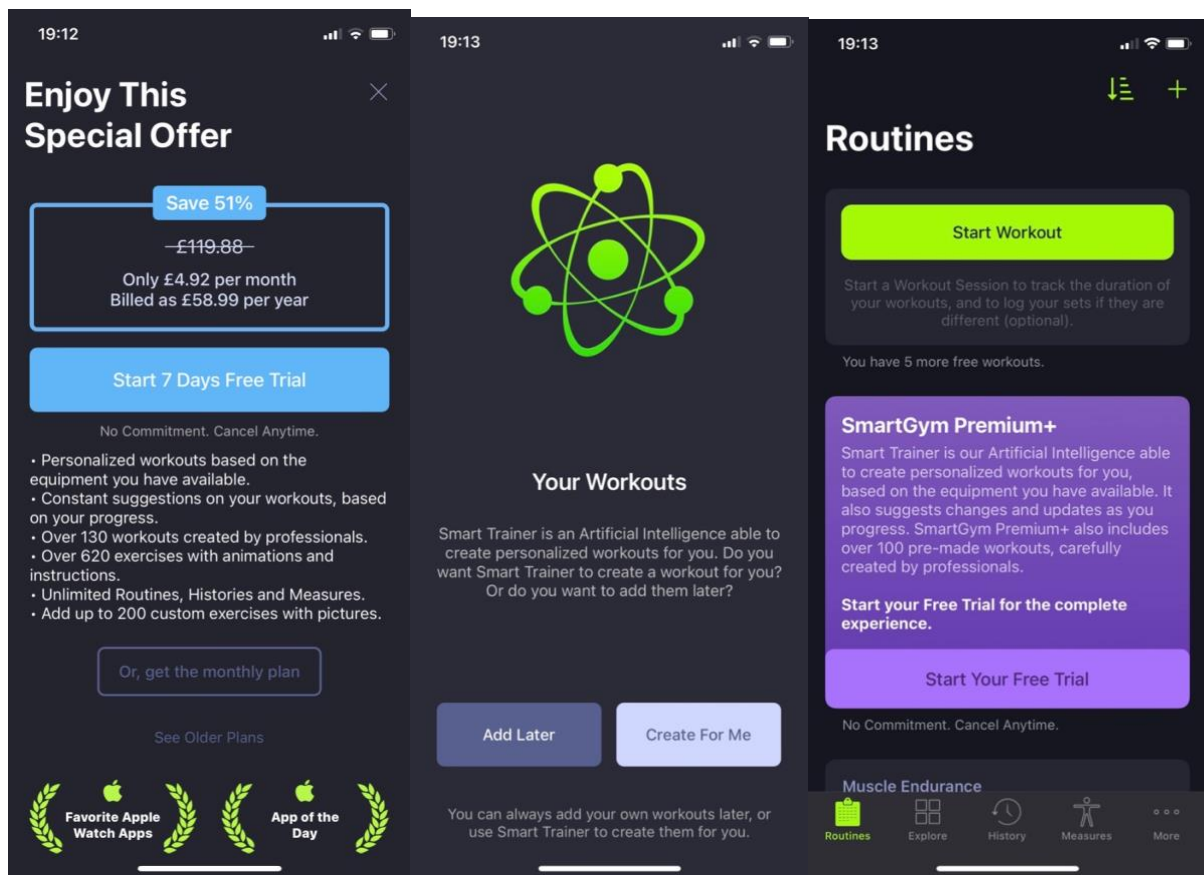 19:12
Enjoy This
Special Offer
Save 51%
£119.88
Only £4.92 per month
Billed as £58.99 per year
Start 7 Days Free Trial
No Commitment. Cancel Anytime.
• Personalized workouts based on the
equipment you have available.
• Constant suggestions on your workouts, based
on your progress.
• Over 130 workouts created by professionals.
• Over 620 exercises with animations and
instructions.
• Unlimited Routines, Histories and Measures.
• Add up to 200 custom exercises with pictures.
Or, get the monthly plan
See Older Plans
Favorite Apple
Watch Apps
App of the
Day
19:13
Your Workouts
Smart Trainer is an Artificial Intelligence able to
create personalized workouts for you. Do you
want Smart Trainer to create a workout for you?
Or do you want to add them later?
Add Later
Create For Me
You can always add your own workouts later, or
use Smart Trainer to create them for you.
19:13
Routines
Start Workout
Start a Workout Session to track the duration of
your workouts, and to log your sets if they are
different (optional).
You have 5 more free workouts.
SmartGym Premium+
Smart Trainer is our Artificial Intelligence able
to create personalized workouts for you,
based on the equipment you have available. It
also suggests changes and updates as you
progress. SmartGym Premium+ also includes
over 100 pre-made workouts, carefully
created by professionals.
Start your Free Trial for the complete
experience.
Start Your Free Trial
No Commitment. Cancel Anytime.
Muscle Endurance
Routines
Explore
History
Measures
More